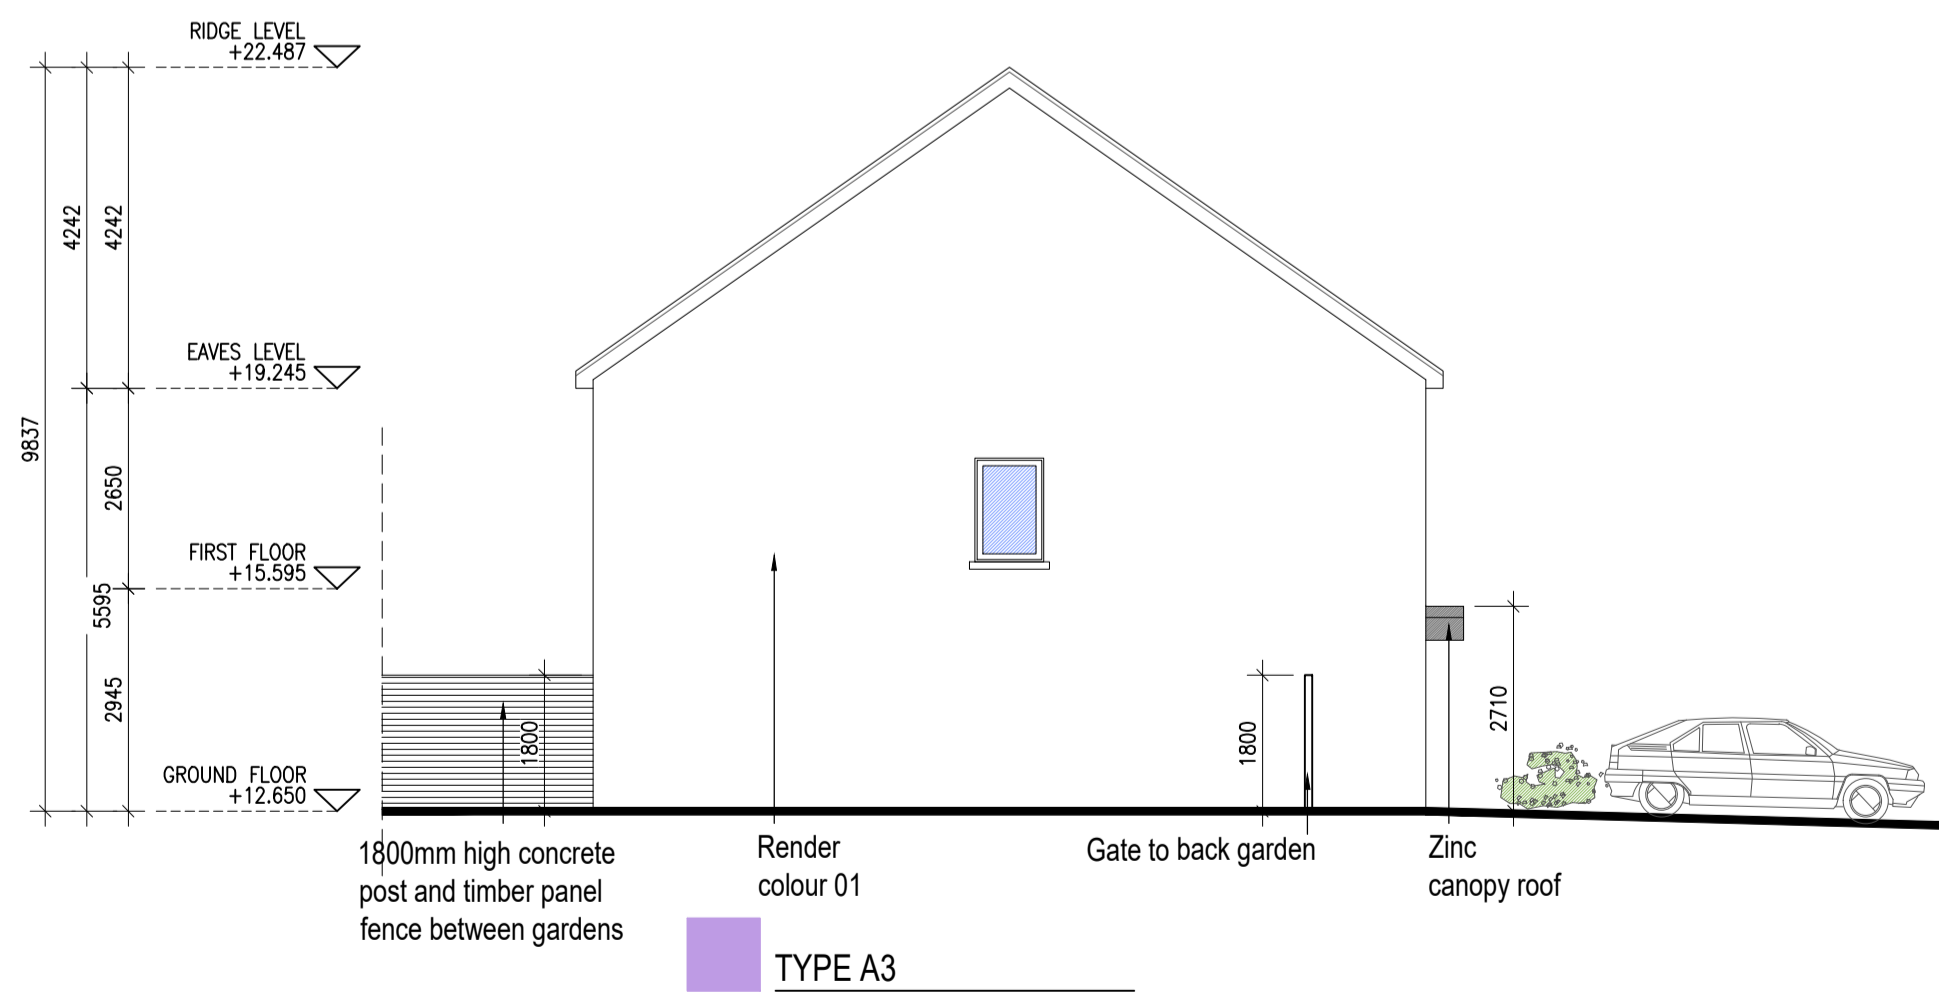 RIDGE LEVEL
+22.487
4242
4242
EAVES LEVEL
+19.245
9837
2650
FIRST FLOOR
+15.595
5595
2945
GROUND FLOOR
+12.650
1800
1800
2710
1800mm high concrete
post and timber panel
fence between gardens
Render
colour 01
Gate to back garden
Zinc
canopy roof
TYPE A3